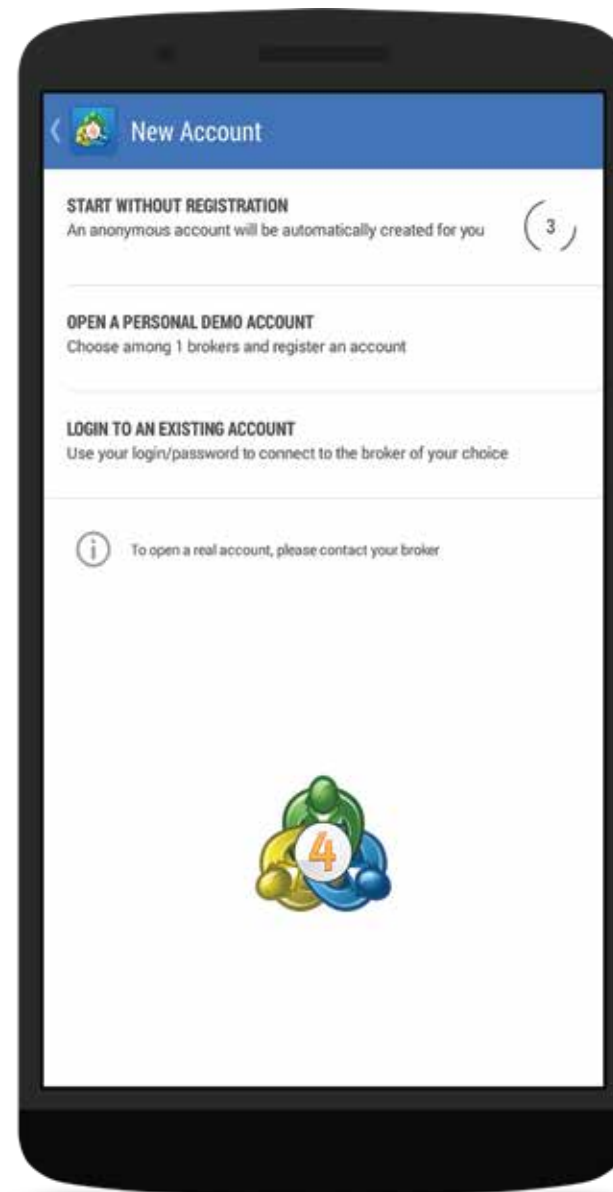 New Account
START WITHOUT REGISTRATION
An anonymous account will be automatically created for you
3
OPEN A PERSONAL DEMO ACCOUNT
Choose among 1 brokers and register an account
LOGIN TO AN EXISTING ACCOUNT
Use your login/password to connect to the broker of your choice
To open a real account, please contact your broker
4